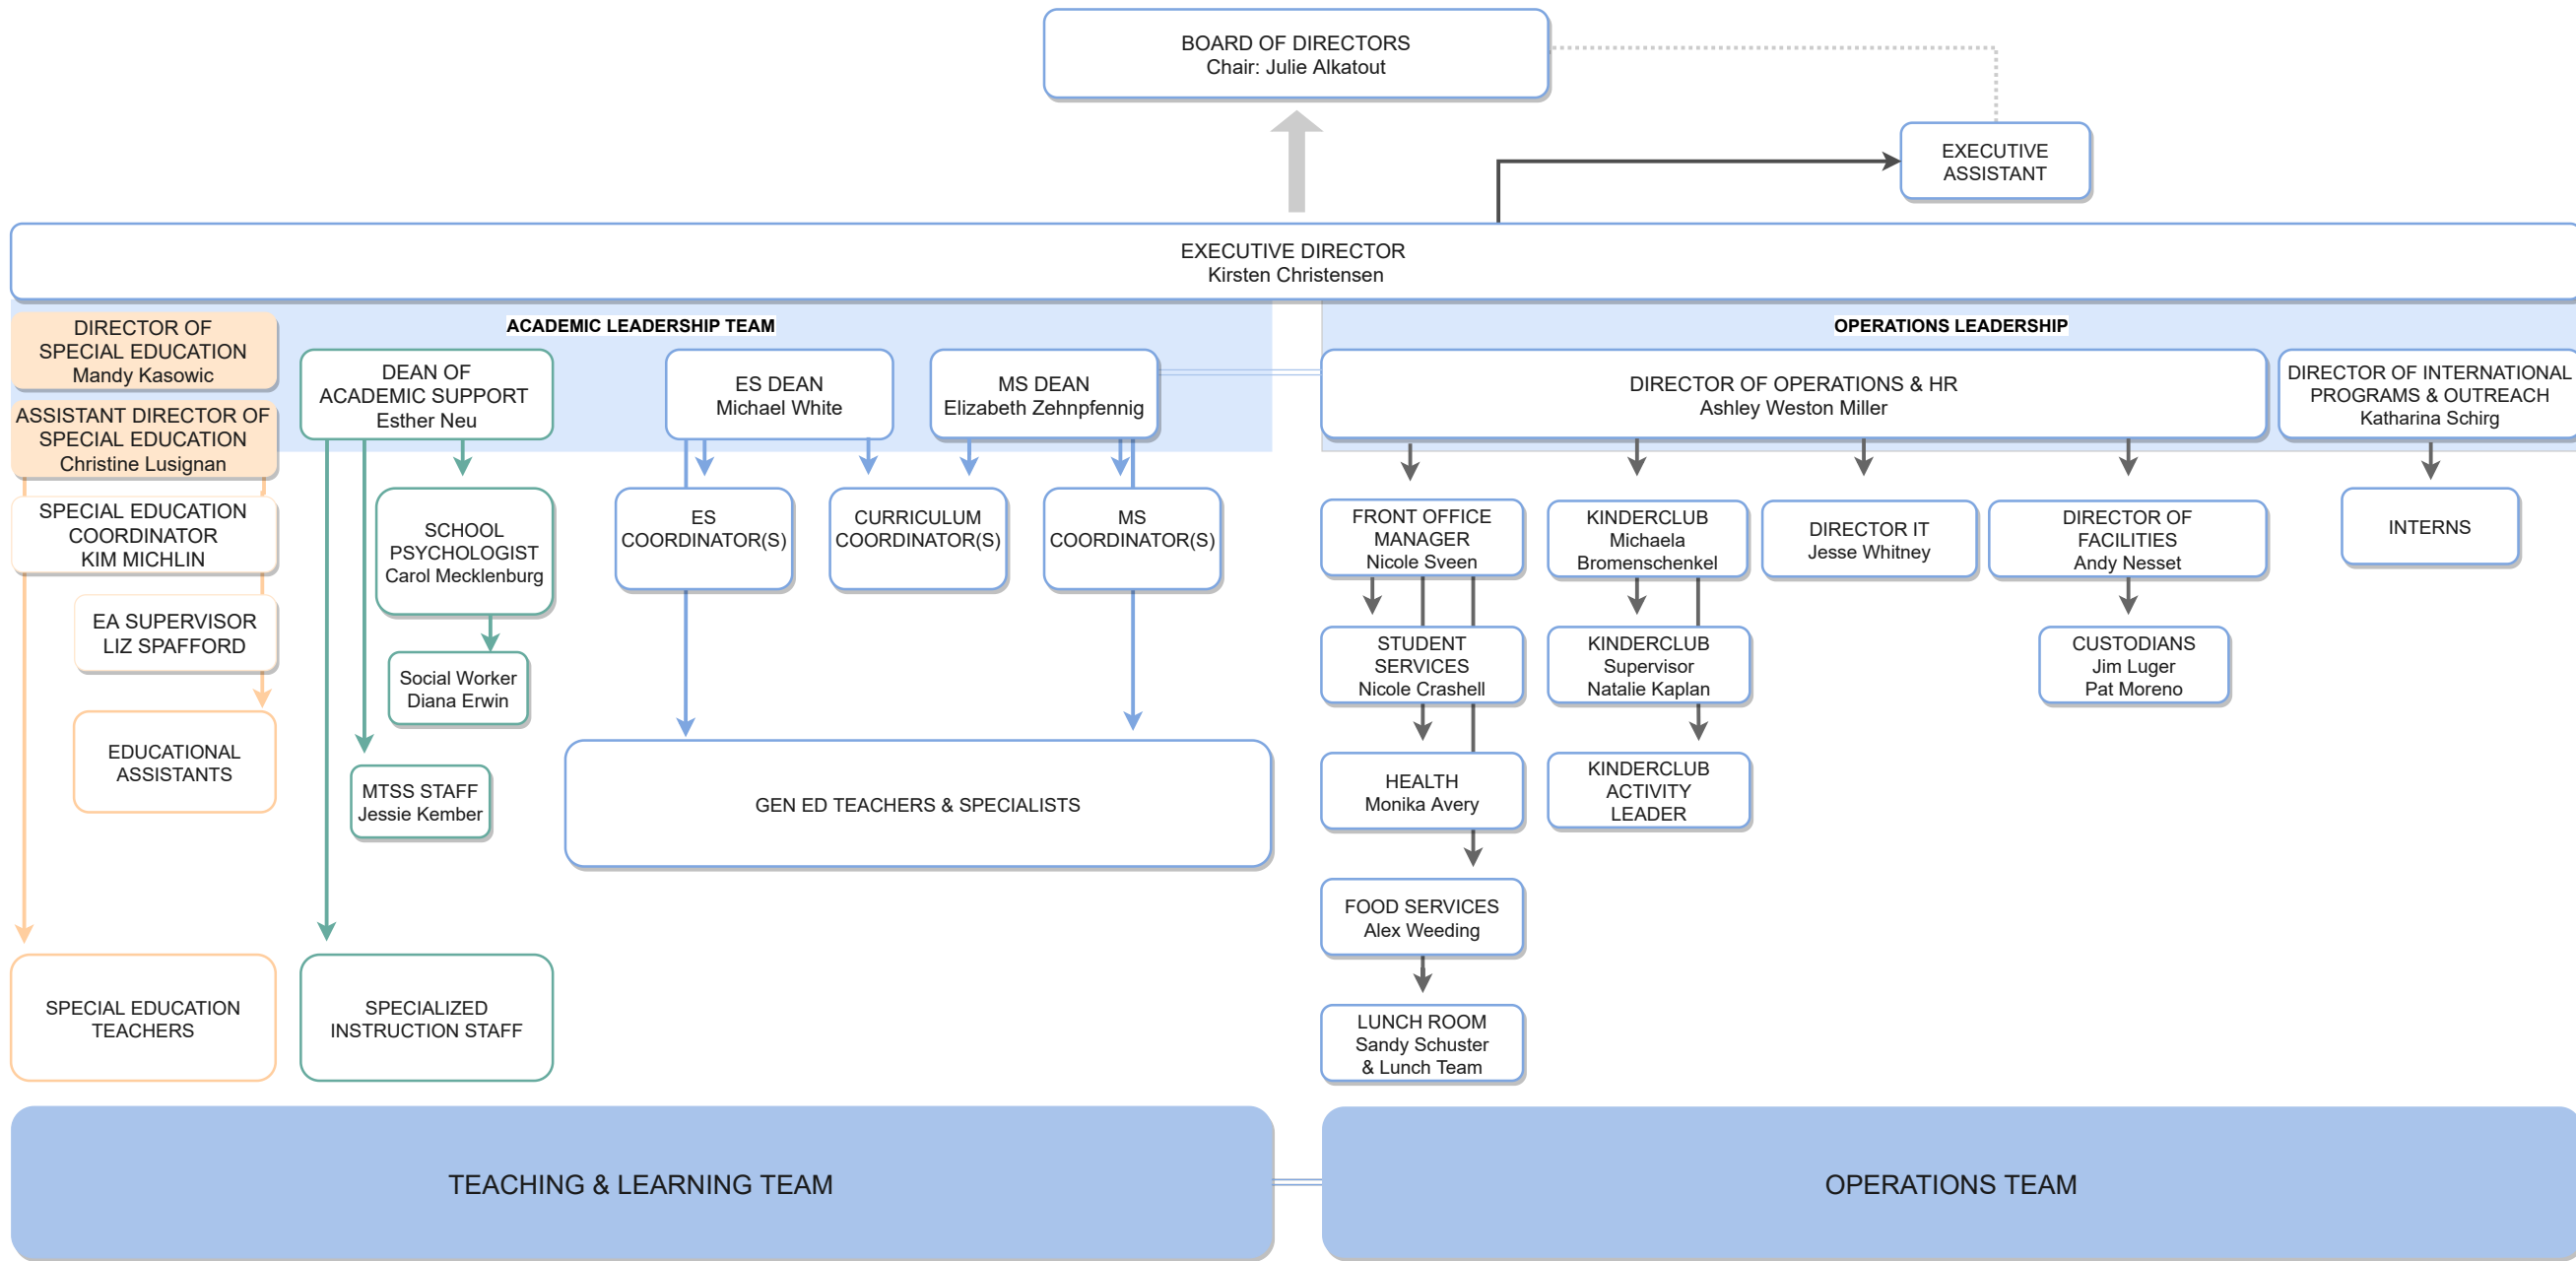 BOARD OF DIRECTORS
Chair: Julie Alkatout
EXECUTIVE
ASSISTANT
EXECUTIVE DIRECTOR
Kirsten Christensen
ACADEMIC LEADERSHIP TEAM
OPERATIONS LEADERSHIP
DIRECTOR OF
SPECIAL EDUCATION
Mandy Kasowic
ASSISTANT DIRECTOR OF
SPECIAL EDUCATION
Christine Lusignan
DEAN OF
ACADEMIC SUPPORT
Esther Neu
ES DEAN
Michael White
MS DEAN
Elizabeth Zehnpfennig
DIRECTOR OF OPERATIONS & HR
Ashley Weston Miller
DIRECTOR OF INTERNATIONAL
PROGRAMS & OUTREACH
Katharina Schirg
SPECIAL EDUCATION
COORDINATOR
KIM MICHLIN
SCHOOL
PSYCHOLOGIST
Carol Mecklenburg
ES
COORDINATOR(S)
CURRICULUM
COORDINATOR(S)
MS
COORDINATOR(S)
FRONT OFFICE
MANAGER
Nicole Sveen
KINDERCLUB
Michaela
Bromenschenkel
DIRECTOR IT
Jesse Whitney
DIRECTOR OF
FACILITIES
Andy Nesset
INTERNS
EA SUPERVISOR
LIZ SPAFFORD
Social Worker
Diana Erwin
STUDENT
SERVICES
Nicole Crashell
KINDERCLUB
Supervisor
Natalie Kaplan
CUSTODIANS
Jim Luger
Pat Moreno
EDUCATIONAL
ASSISTANTS
MTSS STAFF
Jessie Kember
GEN ED TEACHERS & SPECIALISTS
HEALTH
Monika Avery
KINDERCLUB
ACTIVITY
LEADER
FOOD SERVICES
Alex Weeding
SPECIAL EDUCATION
TEACHERS
SPECIALIZED
INSTRUCTION STAFF
LUNCH ROOM
Sandy Schuster
& Lunch Team
TEACHING & LEARNING TEAM
OPERATIONS TEAM